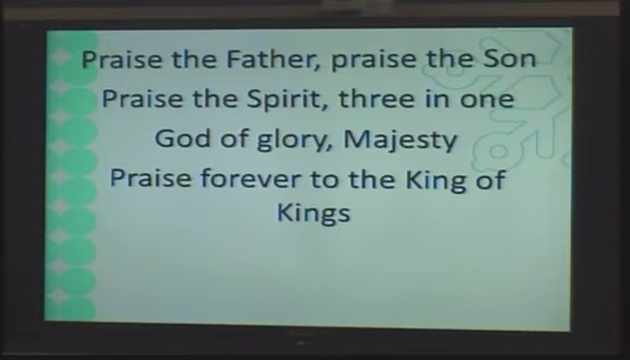 Praise the Father, praise the Son
Praise the Spirit, three in one
God of glory, Majesty
Praise forever to the King of
Kings